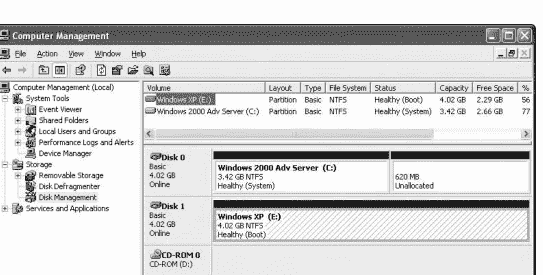 Computer Management
File Action View Window Help
Computer Management (Local)
System Tools
Event Viewer
Shared Folders
Local Users and Groups
Performance Logs and Alerts
Device Manager
Storage
Removable Storage
Disk Defragmenter
Disk Management
Services and Applications
Volume Layout Type File System Status Capacity Free Space %
Windows XP (E:) Partition Basic NTFS Healthy (Boot) 4.02 GB 2.29 GB 56
Windows 2000 Adv Server (C:) Partition Basic NTFS Healthy (System) 3.42 GB 2.66 GB 77
Disk 0
Basic
4.02 GB
Online
Windows 2000 Adv Server (C:)
3.42 GB NTFS
Healthy (System)
620 MB
Unallocated
Disk 1
Basic
4.02 GB
Online
Windows XP (E:)
4.02 GB NTFS
Healthy (Boot)
CD-ROM 0
CD-ROM (D:)